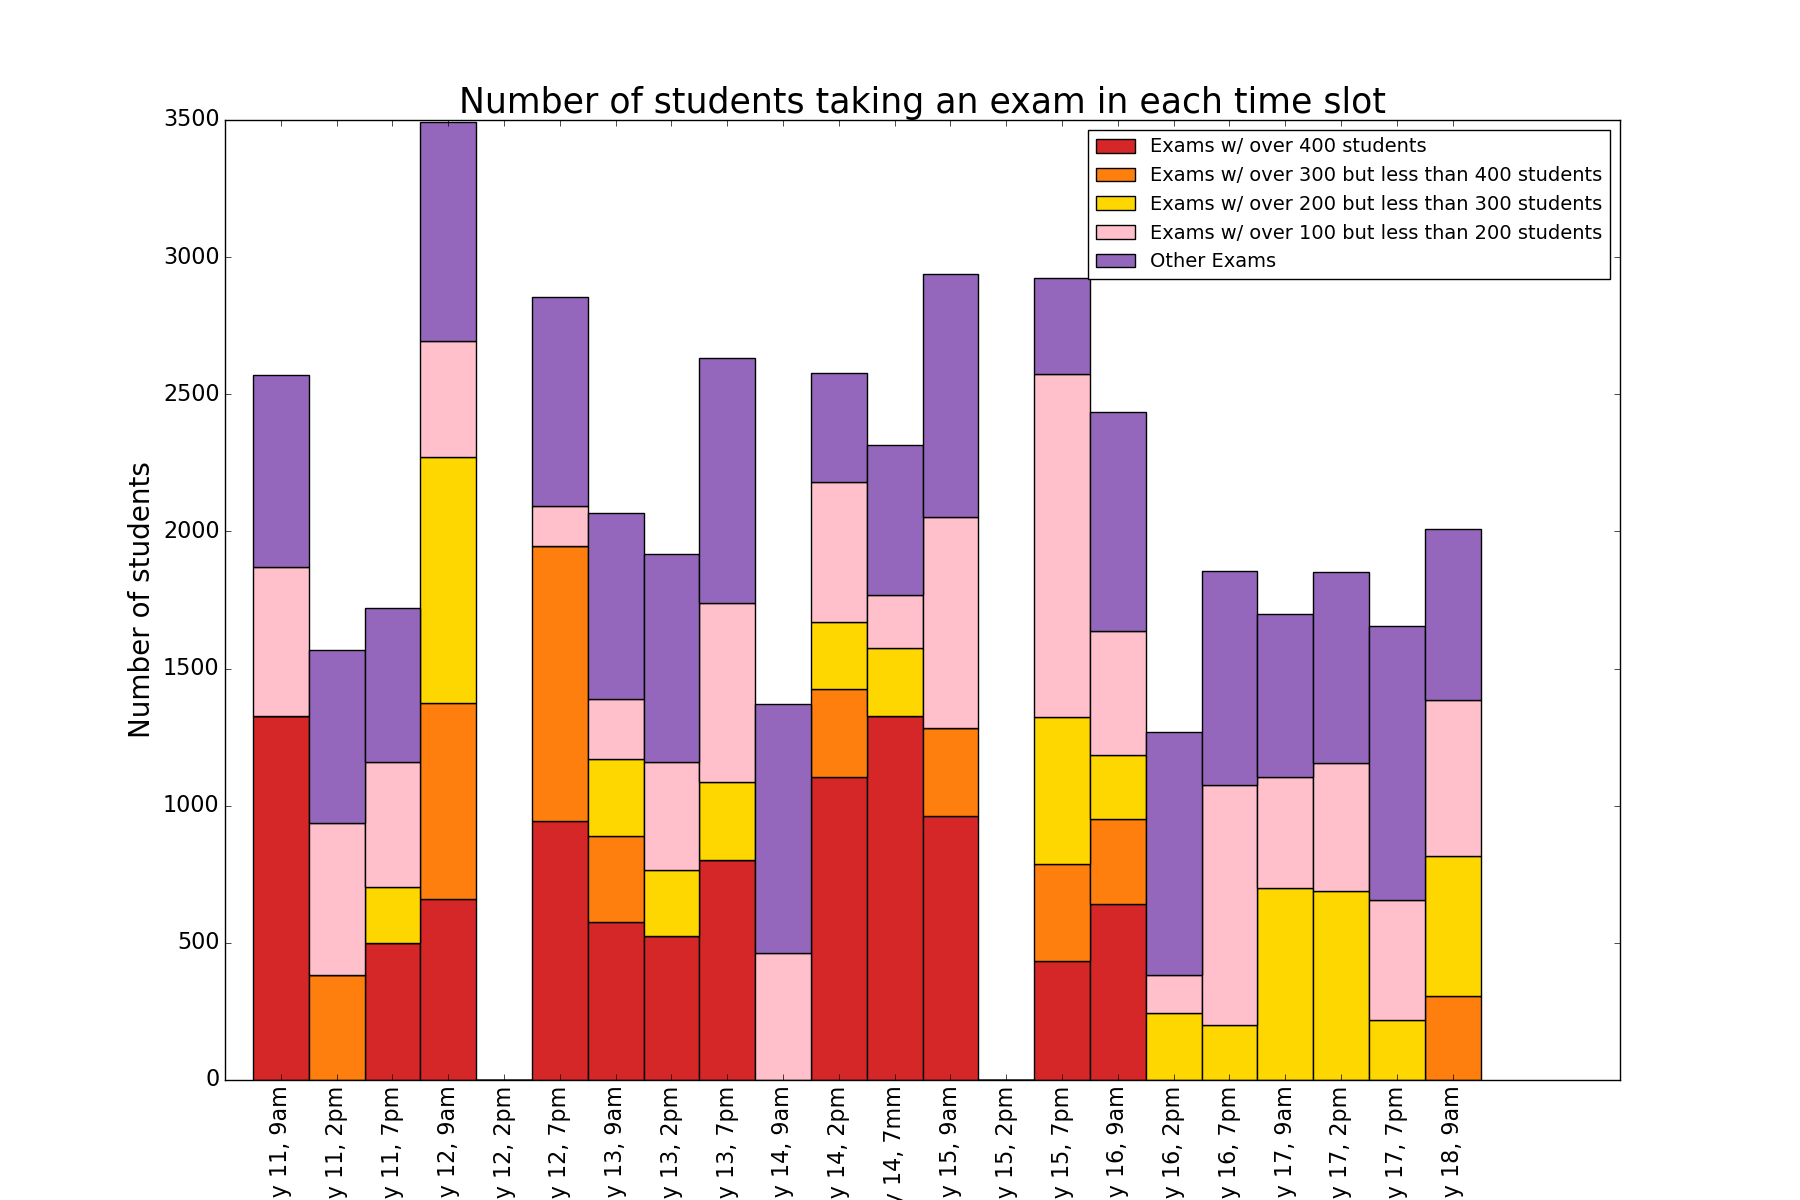 Number of students taking an exam in each time slot
3500
3000
2500
2000
1500
1000
500
0
Number of students
Exams w/ over 400 students
Exams w/ over 300 but less than 400 students
Exams w/ over 200 but less than 300 students
Exams w/ over 100 but less than 200 students
Other Exams
y 11, 9am
y 11, 2pm
y 11, 7pm
y 12, 9am
y 12, 2pm
y 12, 7pm
y 13, 9am
y 13, 2pm
y 13, 7pm
y 14, 9am
y 14, 2pm
y 14, 7mm
y 15, 9am
y 15, 2pm
y 15, 7pm
y 16, 9am
y 16, 2pm
y 16, 7pm
y 17, 9am
y 17, 2pm
y 17, 7pm
y 18, 9am